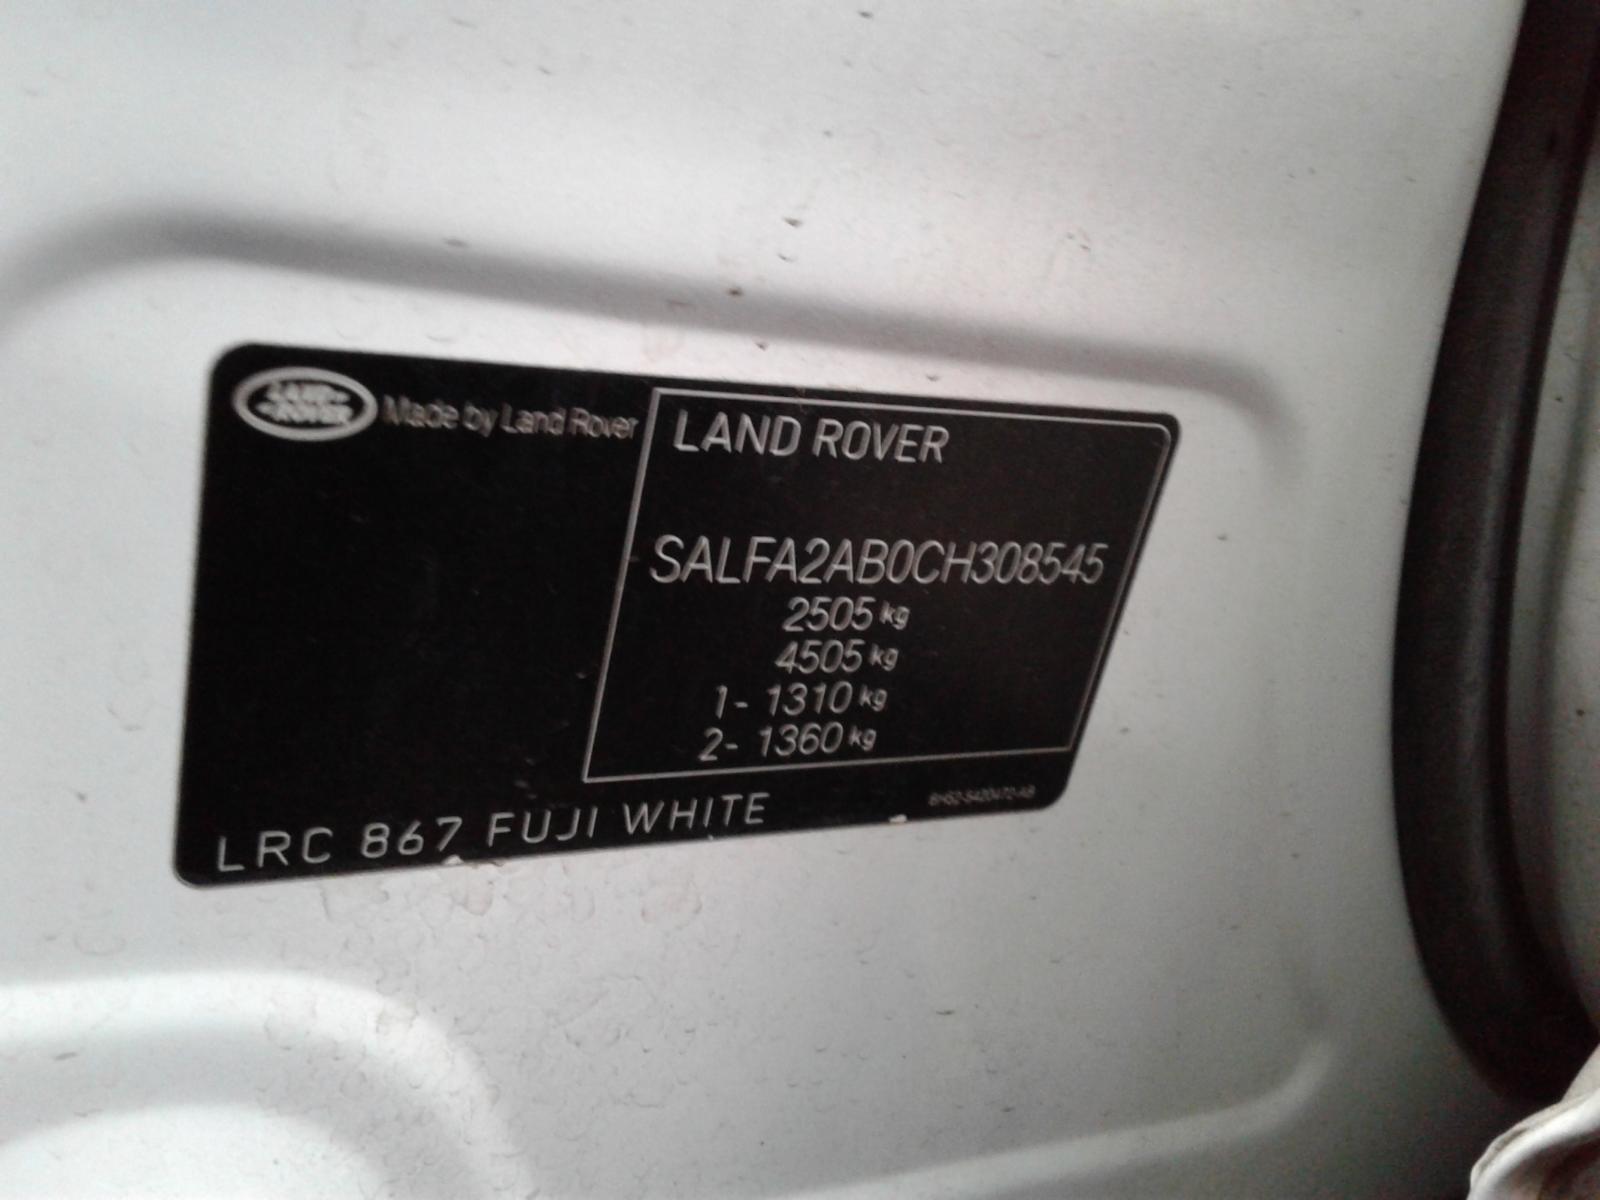 LAND ROVER
Made by Land Rover
LAND ROVER
SALFA2AB0CH308545
2505 kg
4505 kg
1- 1310 kg
2- 1360 kg
LRC 867 FUJI WHITE